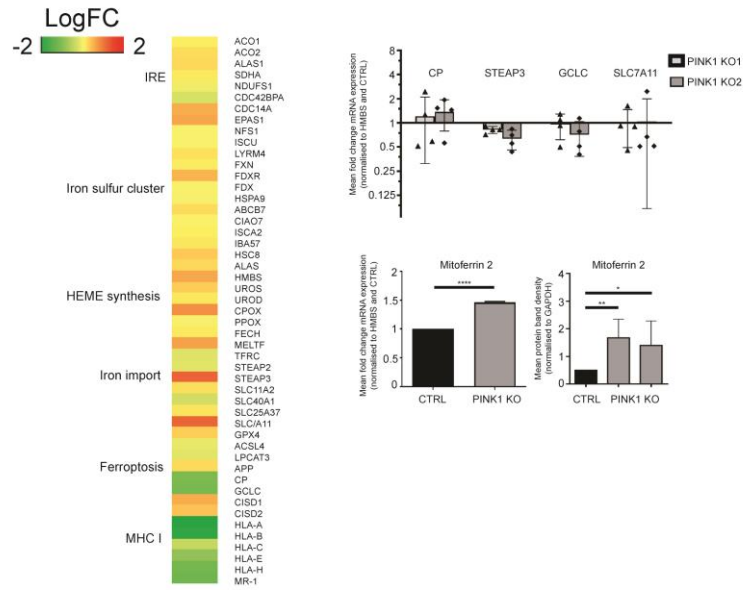 LogFC
-2 2
IRE
Iron sulfur cluster
HEME synthesis
Iron import
Ferroptosis
MHC I
ACO1
ACO2
ALAS1
SDHA
NDUFS1
CDC42BPA
CDC14A
EPAS1
NFS1
ISCU
LYRM4
FXN
FDXR
FDX
HSPA9
ABCB7
CIAO7
ISCA2
IBA57
HSC8
ALAS
HMBS
UROS
UROD
CPOX
PPOX
FECH
MELTF
TFRC
STEAP2
STEAP3
SLC11A2
SLC40A1
SLC25A37
SLC/A11
GPX4
ACSL4
LPCAT3
APP
CP
GCLC
CISD1
CISD2
HLA-A
HLA-B
HLA-C
HLA-E
HLA-H
MR-1
Mean fold change mRNA expression
(normalised to HMBS and CTRL)
8
4
2
1
0.5
0.25
0.125
CP STEAP3 GCLC SLC7A11
PINK1 KO1
PINK1 KO2
Mitoferrin 2
Mean fold change mRNA expression
(normalised to HMBS and CTRL)
2
1.5
1.0
0.5
0
****
CTRL PINK1 KO
Mitoferrin 2
Mean protein band density
(normalised to GAPDH)
4
3
2
1
0
*
**
CTRL PINK1 KO